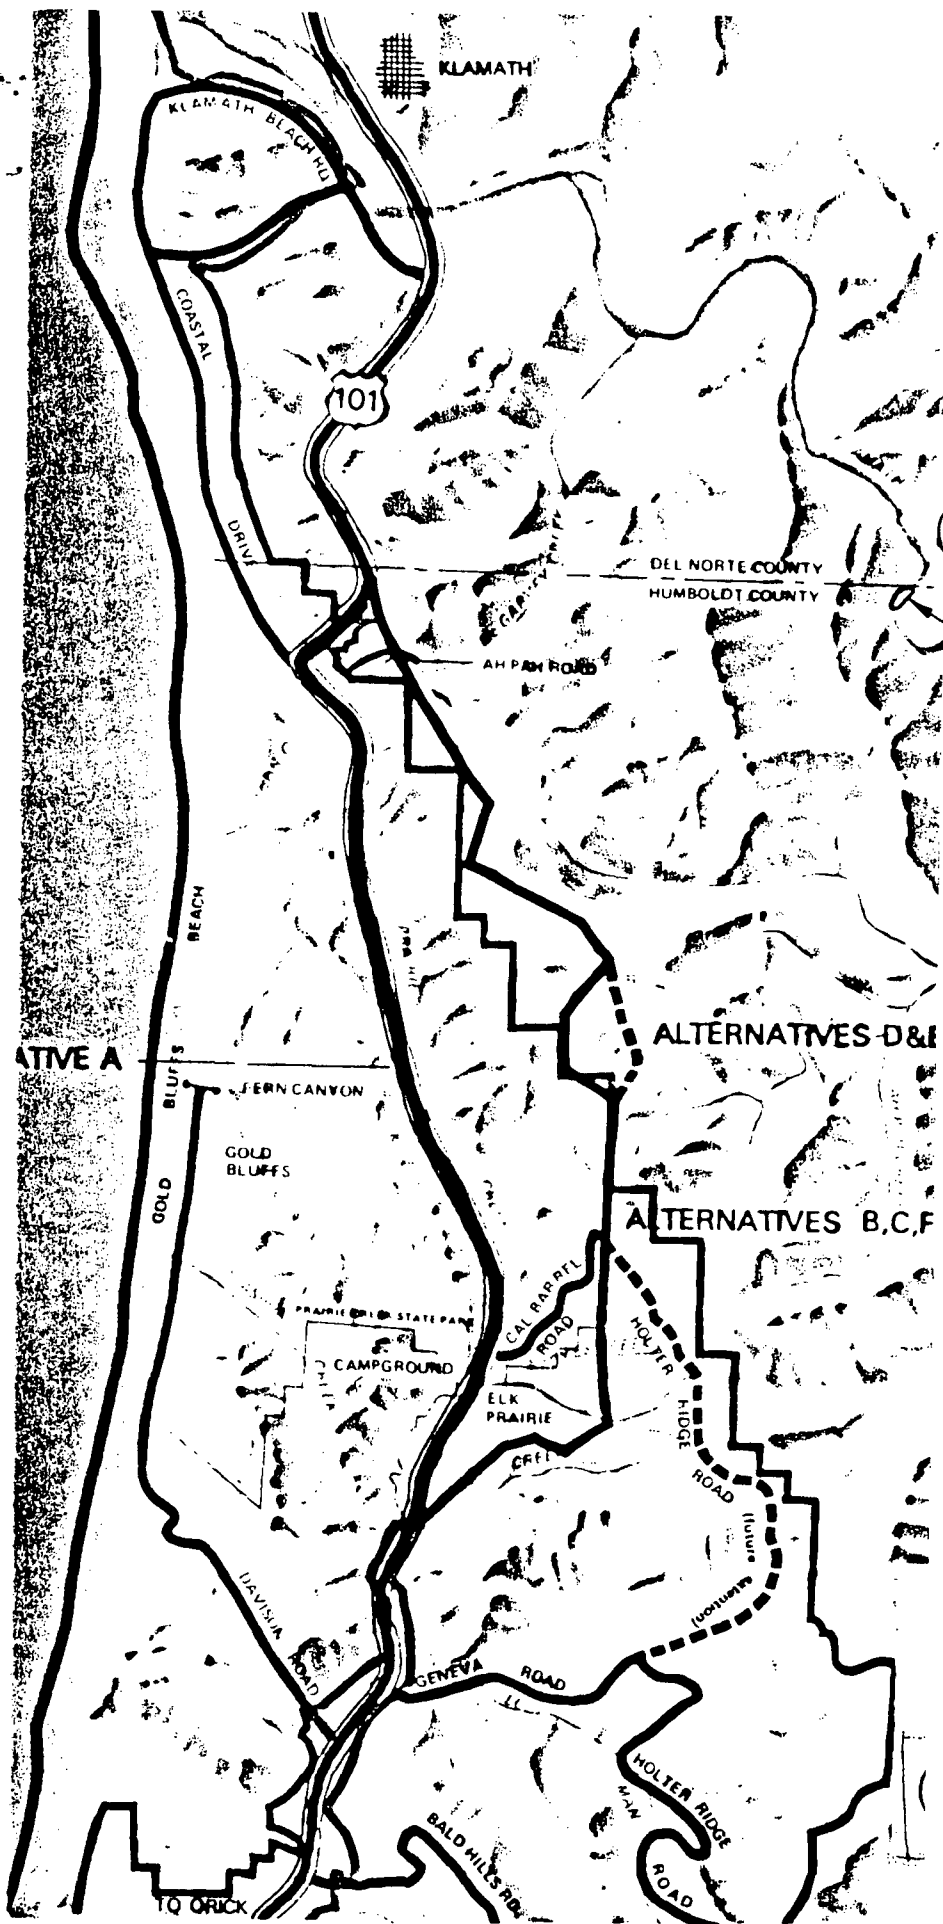 KLAMATH
KLAMATH BEACH RD
COASTAL
DRIVE
101
DEL NORTE COUNTY
HUMBOLDT COUNTY
AH PAH ROAD
BEACH
BLUFFS
GOLD
ALTERNATIVES D&E
ATIVE A
FERN CANYON
GOLD
BLUFFS
ALTERNATIVES B,C,F
CAL BARREL
ROAD
STATE PARK
CAMPGROUND
ELK
PRAIRIE
HOLTER
RIDGE
ROAD
(future
DAVISON
ROAD
GENEVA ROAD
HOLTER RIDGE
MAN
ROAD
BALD HILLS RD.
TO ORICK